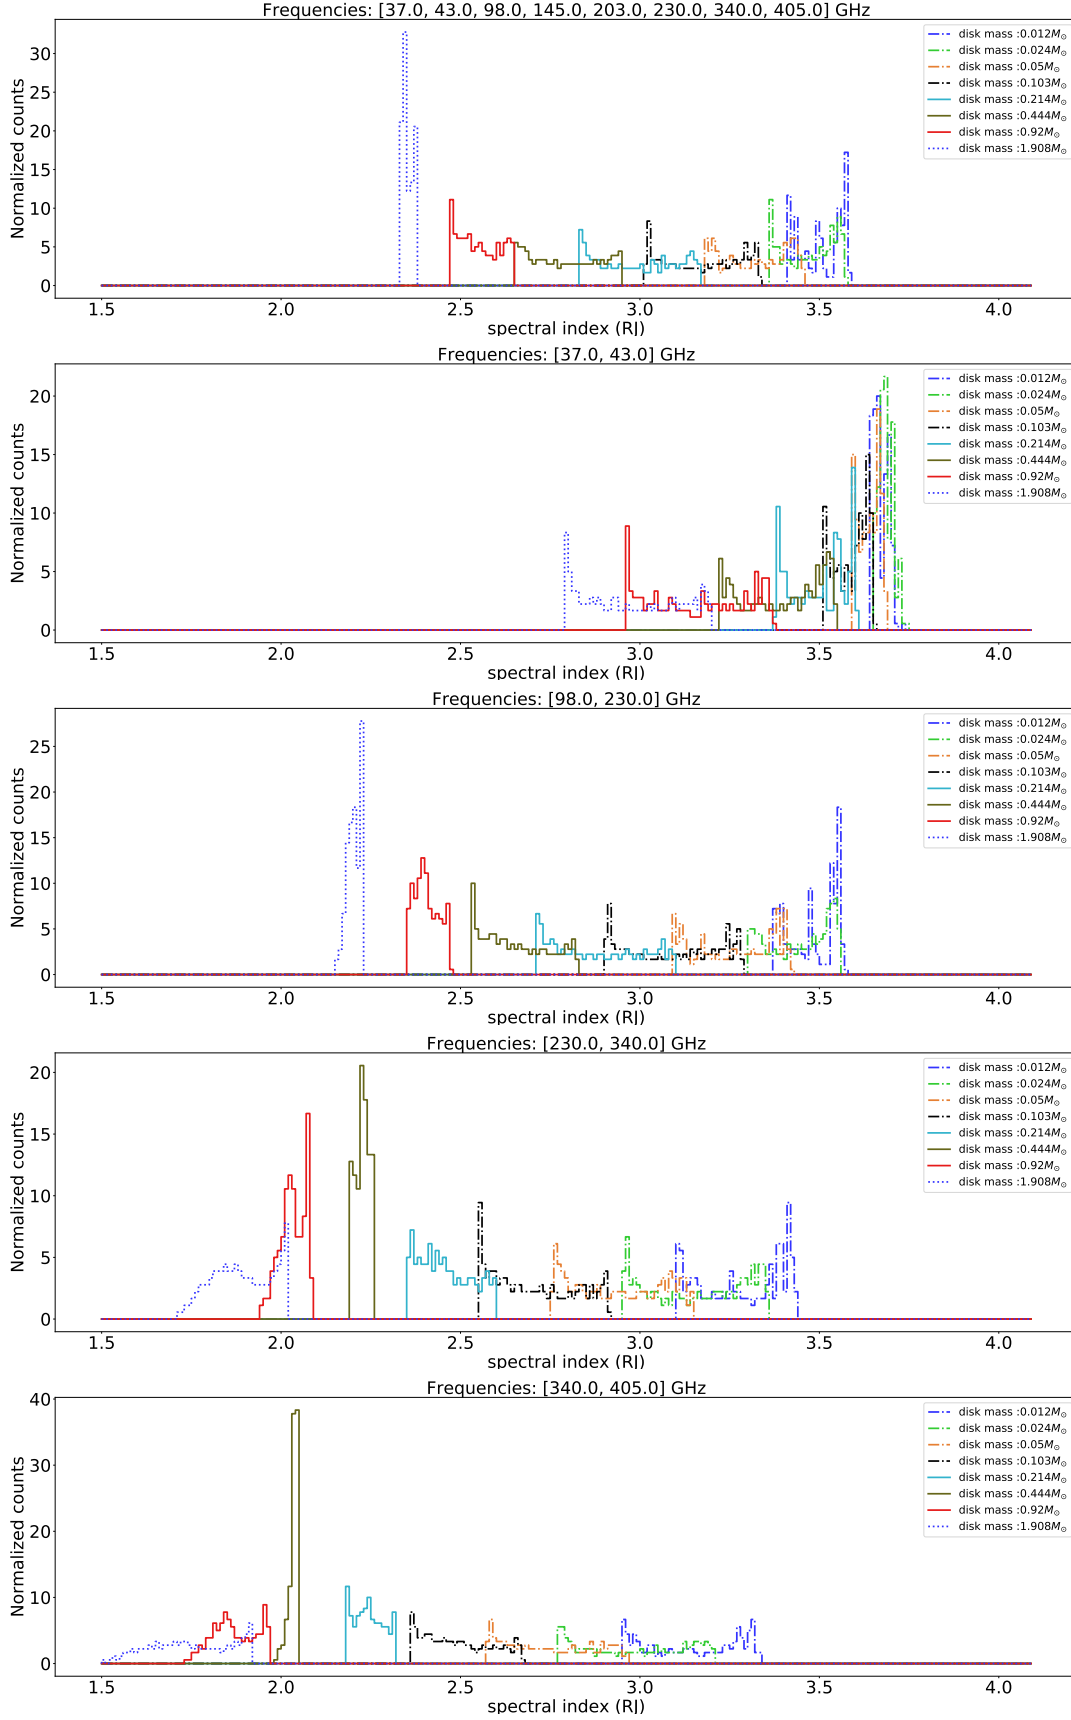 Frequencies: [37.0, 43.0, 98.0, 145.0, 203.0, 230.0, 340.0, 405.0] GHz
30
25
20
15
10
5
0
Normalized counts
disk mass :0.012M⊙
disk mass :0.024M⊙
disk mass :0.05M⊙
disk mass :0.103M⊙
disk mass :0.214M⊙
disk mass :0.444M⊙
disk mass :0.92M⊙
disk mass :1.908M⊙
1.5 2.0 2.5 3.0 3.5 4.0
spectral index (RJ)
Frequencies: [37.0, 43.0] GHz
20
15
10
5
0
Normalized counts
disk mass :0.012M⊙
disk mass :0.024M⊙
disk mass :0.05M⊙
disk mass :0.103M⊙
disk mass :0.214M⊙
disk mass :0.444M⊙
disk mass :0.92M⊙
disk mass :1.908M⊙
1.5 2.0 2.5 3.0 3.5 4.0
spectral index (RJ)
Frequencies: [98.0, 230.0] GHz
25
20
15
10
5
0
Normalized counts
disk mass :0.012M⊙
disk mass :0.024M⊙
disk mass :0.05M⊙
disk mass :0.103M⊙
disk mass :0.214M⊙
disk mass :0.444M⊙
disk mass :0.92M⊙
disk mass :1.908M⊙
1.5 2.0 2.5 3.0 3.5 4.0
spectral index (RJ)
Frequencies: [230.0, 340.0] GHz
20
15
10
5
0
Normalized counts
disk mass :0.012M⊙
disk mass :0.024M⊙
disk mass :0.05M⊙
disk mass :0.103M⊙
disk mass :0.214M⊙
disk mass :0.444M⊙
disk mass :0.92M⊙
disk mass :1.908M⊙
1.5 2.0 2.5 3.0 3.5 4.0
spectral index (RJ)
Frequencies: [340.0, 405.0] GHz
40
30
20
10
0
Normalized counts
disk mass :0.012M⊙
disk mass :0.024M⊙
disk mass :0.05M⊙
disk mass :0.103M⊙
disk mass :0.214M⊙
disk mass :0.444M⊙
disk mass :0.92M⊙
disk mass :1.908M⊙
1.5 2.0 2.5 3.0 3.5 4.0
spectral index (RJ)